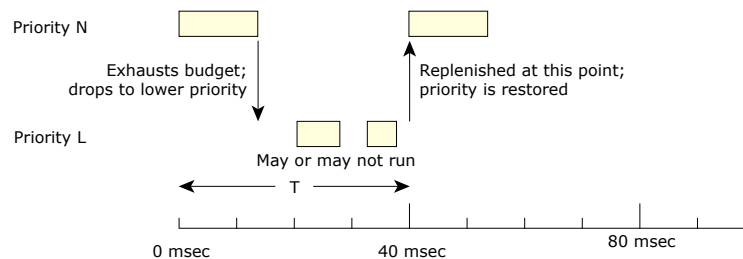 Priority N
Exhausts budget;
drops to lower priority
Replenished at this point;
priority is restored
Priority L
May or may not run
T
0 msec
40 msec
80 msec